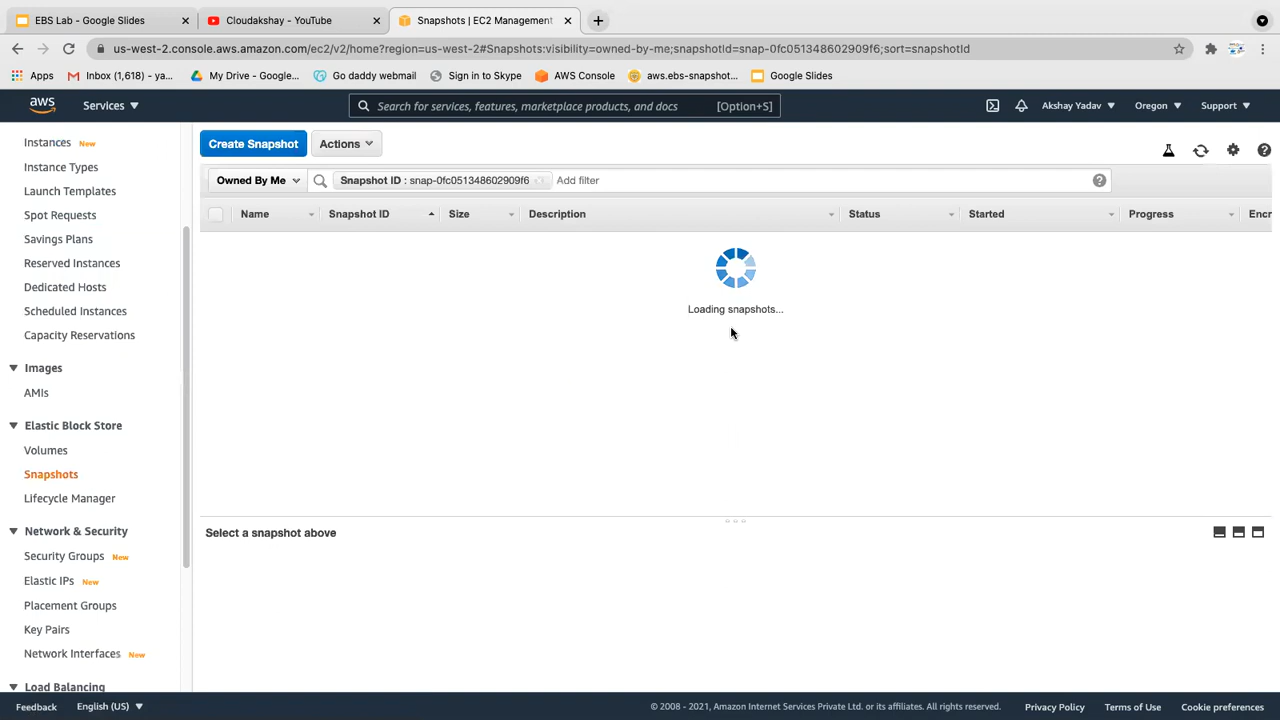 EBS Lab - Google Slides
Cloudakshay - YouTube
Snapshots | EC2 Management
us-west-2.console.aws.amazon.com/ec2/v2/home?region=us-west-2#Snapshots:visibility=owned-by-me;snapshotId=snap-0fc051348602909f6;sort=snapshotId
Apps
Inbox (1,618) - ya...
My Drive - Google...
Go daddy webmail
Sign in to Skype
AWS Console
aws.ebs-snapshot...
Google Slides
aws
Services
Search for services, features, marketplace products, and docs
[Option+S]
Akshay Yadav
Oregon
Support
Instances New
Instance Types
Launch Templates
Spot Requests
Savings Plans
Reserved Instances
Dedicated Hosts
Scheduled Instances
Capacity Reservations
Images
AMIs
Elastic Block Store
Volumes
Snapshots
Lifecycle Manager
Network & Security
Security Groups New
Elastic IPs New
Placement Groups
Key Pairs
Network Interfaces New
Load Balancing
Create Snapshot
Actions
Owned By Me
Snapshot ID : snap-0fc051348602909f6
Add filter
Name
Snapshot ID
Size
Description
Status
Started
Progress
Encr
Loading snapshots...
Select a snapshot above
Feedback
English (US)
© 2008 - 2021, Amazon Internet Services Private Ltd. or its affiliates. All rights reserved.
Privacy Policy
Terms of Use
Cookie preferences